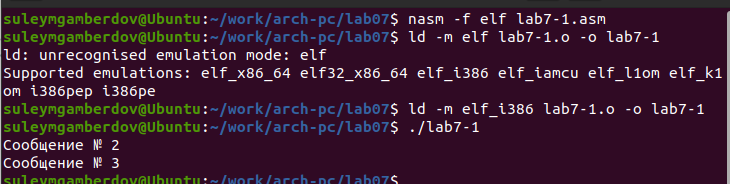 suleymgamberdov@Ubuntu:~/work/arch-pc/lab07$ nasm -f elf lab7-1.asm
suleymgamberdov@Ubuntu:~/work/arch-pc/lab07$ ld -m elf lab7-1.o -o lab7-1
ld: unrecognised emulation mode: elf
Supported emulations: elf_x86_64 elf32_x86_64 elf_i386 elf_iamcu elf_l1om elf_k1
om i386pep i386pe
suleymgamberdov@Ubuntu:~/work/arch-pc/lab07$ ld -m elf_i386 lab7-1.o -o lab7-1
suleymgamberdov@Ubuntu:~/work/arch-pc/lab07$ ./lab7-1
Сообщение № 2
Сообщение № 3
suleymgamberdov@Ubuntu:~/work/arch-pc/lab07$